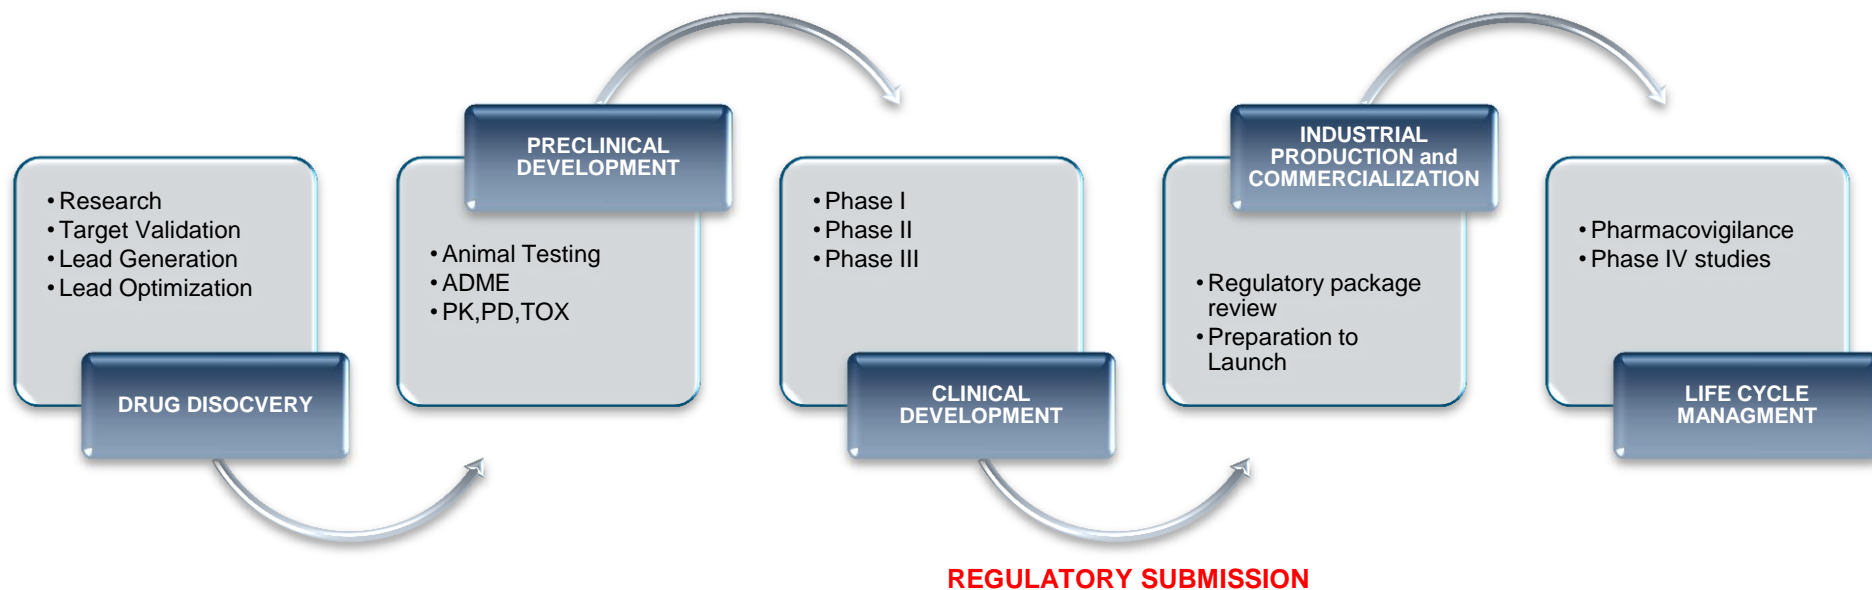 • Research
• Target Validation
• Lead Generation
• Lead Optimization
DRUG DISOCVERY
PRECLINICAL
DEVELOPMENT
• Animal Testing
• ADME
• PK,PD,TOX
• Phase I
• Phase II
• Phase III
CLINICAL
DEVELOPMENT
INDUSTRIAL
PRODUCTION and
COMMERCIALIZATION
• Regulatory package
review
• Preparation to
Launch
• Pharmacovigilance
• Phase IV studies
LIFE CYCLE
MANAGMENT
REGULATORY SUBMISSION